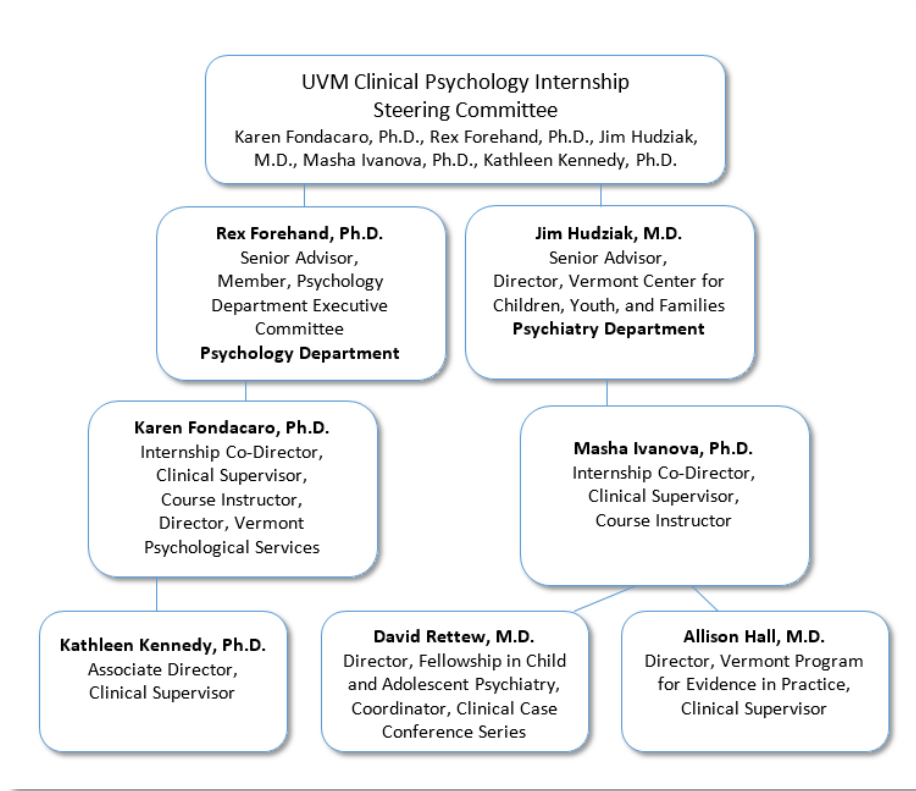 UVM Clinical Psychology Internship
Steering Committee
Karen Fondacaro, Ph.D., Rex Forehand, Ph.D., Jim Hudziak,
M.D., Masha Ivanova, Ph.D., Kathleen Kennedy, Ph.D.
Rex Forehand, Ph.D.
Senior Advisor,
Member, Psychology
Department Executive
Committee
Psychology Department
Jim Hudziak, M.D.
Senior Advisor,
Director, Vermont Center for
Children, Youth, and Families
Psychiatry Department
Karen Fondacaro, Ph.D.
Internship Co-Director,
Clinical Supervisor,
Course Instructor,
Director, Vermont
Psychological Services
Masha Ivanova, Ph.D.
Internship Co-Director,
Clinical Supervisor,
Course Instructor
Kathleen Kennedy, Ph.D.
Associate Director,
Clinical Supervisor
David Rettew, M.D.
Director, Fellowship in Child
and Adolescent Psychiatry,
Coordinator, Clinical Case
Conference Series
Allison Hall, M.D.
Director, Vermont Program
for Evidence in Practice,
Clinical Supervisor